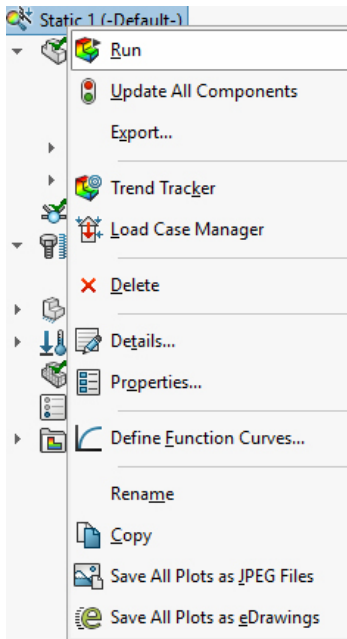 Static 1 (-Default-)
Run
Update All Components
Export...
Trend Tracker
Load Case Manager
Delete
Details...
Properties...
Define Function Curves...
Rename
Copy
Save All Plots as JPEG Files
Save All Plots as eDrawings